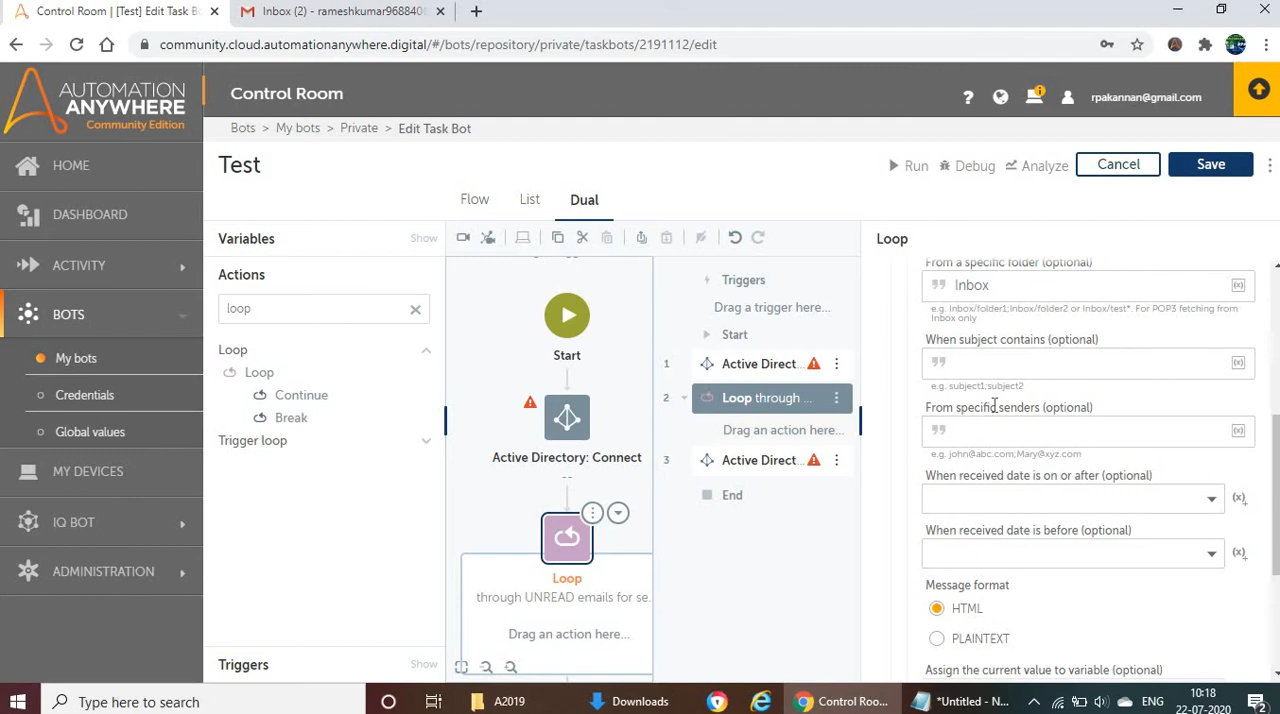 Control Room | [Test] Edit Task B
Inbox (2) - rameshkumar968840
community.cloud.automationanywhere.digital/#/bots/repository/private/taskbots/2191112/edit
AUTOMATION
ANYWHERE
Community Edition
Control Room
rpakannan@gmail.com
Bots > My bots > Private > Edit Task Bot
HOME
DASHBOARD
ACTIVITY
BOTS
My bots
Credentials
Global values
MY DEVICES
IQ BOT
ADMINISTRATION
Test
Run
Debug
Analyze
Cancel
Save
Flow
List
Dual
Variables
Show
Actions
loop
Loop
Loop
Continue
Break
Trigger loop
Triggers
Show
Start
Active Directory: Connect
Loop
through UNREAD emails for se...
Drag an action here...
Triggers
Drag a trigger here...
Start
1 Active Direct...
2 Loop through ...
Drag an action here...
3 Active Direct...
End
Loop
From a specific folder (optional)
Inbox
e.g. Inbox/folder1;Inbox/folder2 or Inbox/test*. For POP3 fetching from
Inbox only
When subject contains (optional)
e.g. subject1;subject2
From specific senders (optional)
e.g. john@abc.com;Mary@xyz.com
When received date is on or after (optional)
When received date is before (optional)
Message format
HTML
PLAINTEXT
Assign the current value to variable (optional)
Type here to search
A2019
Downloads
Control Roo...
*Untitled - N...
ENG
10:18
22-07-2020